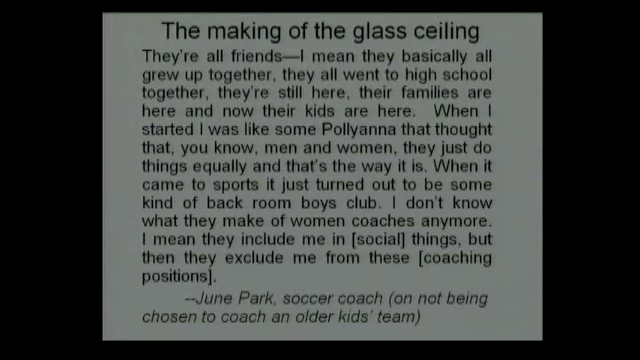 The making of the glass ceiling
They're all friends—I mean they basically all
grew up together, they all went to high school
together, they're still here, their families are
here and now their kids are here. When I
started I was like some Pollyanna that thought
that, you know, men and women, they just do
things equally and that's the way it is. When it
came to sports it just turned out to be some
kind of back room boys club. I don't know
what they make of women coaches anymore.
I mean they include me in [social] things, but
then they exclude me from these [coaching
positions].
--June Park, soccer coach (on not being
chosen to coach an older kids' team)